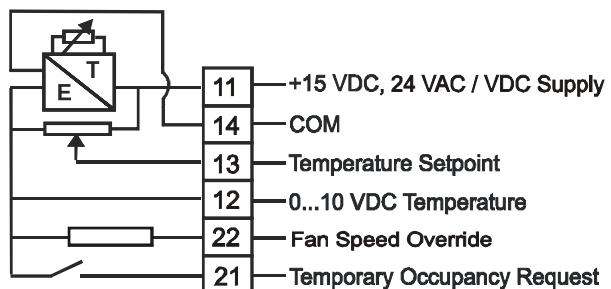 T
E
11 +15 VDC, 24 VAC / VDC Supply
14 COM
13 Temperature Setpoint
12 0...10 VDC Temperature
22 Fan Speed Override
21 Temporary Occupancy Request